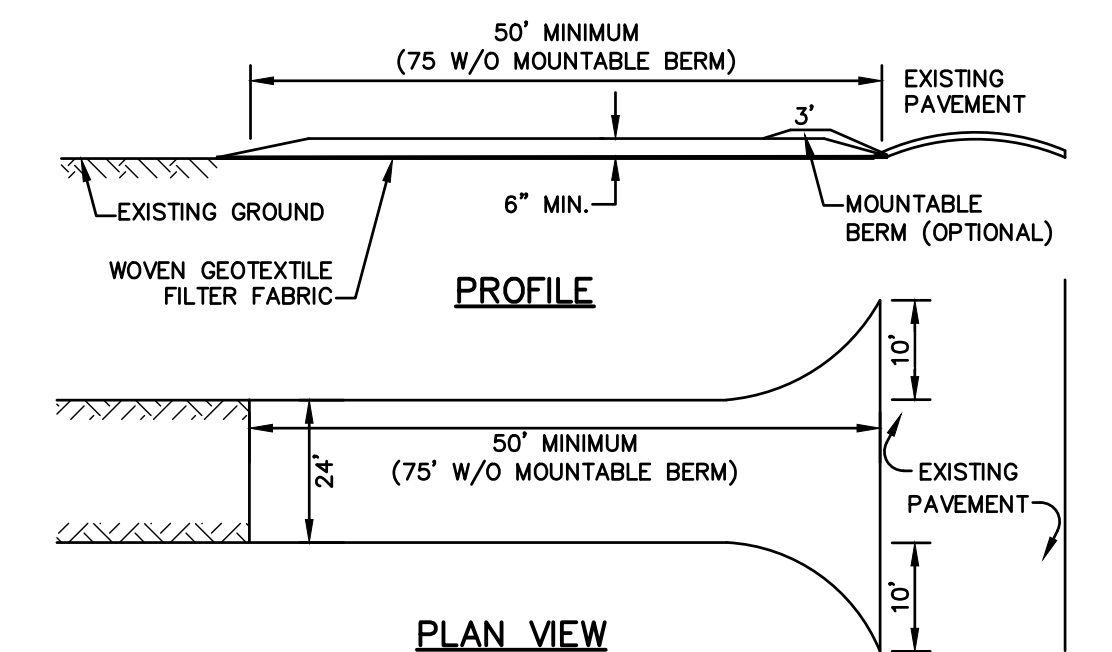 50' MINIMUM
(75 W/O MOUNTABLE BERM)
EXISTING
PAVEMENT
3'
6" MIN.
EXISTING GROUND
MOUNTABLE
BERM (OPTIONAL)
WOVEN GEOTEXTILE
FILTER FABRIC
PROFILE
10'
50' MINIMUM
(75' W/O MOUNTABLE BERM)
24'
EXISTING
PAVEMENT
10'
PLAN VIEW